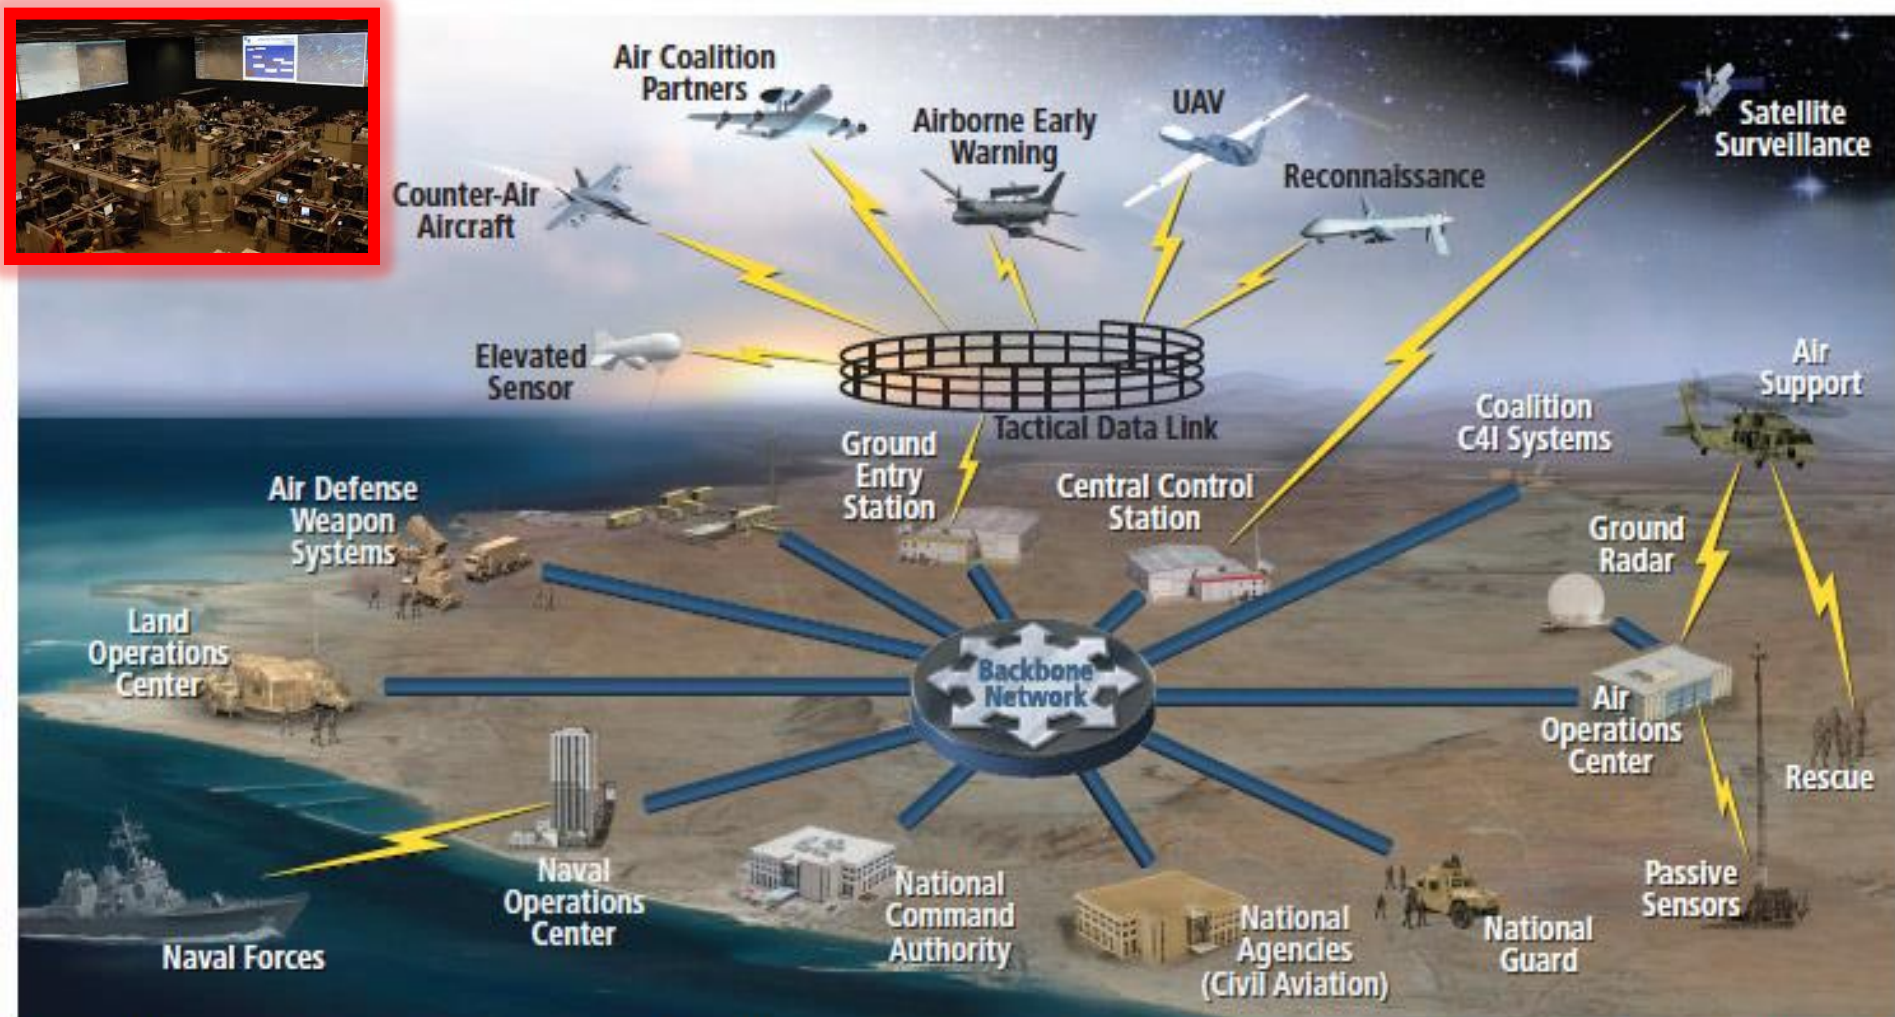 Air Coalition
Partners
Airborne Early
Warning
UAV
Satellite
Surveillance
Reconnaissance
Counter-Air
Aircraft
Elevated
Sensor
Tactical Data Link
Air
Support
Coalition
C4I Systems
Ground
Entry
Station
Central Control
Station
Air Defense
Weapon
Systems
Ground
Radar
Land
Operations
Center
Backbone
Network
Air
Operations
Center
Rescue
Naval
Operations
Center
National
Command
Authority
National
Agencies
(Civil Aviation)
National
Guard
Passive
Sensors
Naval Forces